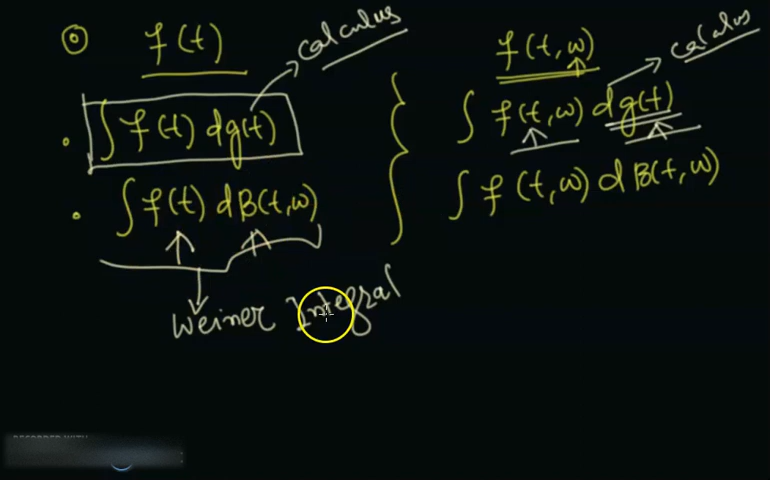 f(t)
calculus
∫ f(t) dg(t)
∫ f(t) dB(t,ω)
Weiner Integral
f(t,ω)
calculus
∫ f(t,ω) dg(t)
∫ f(t,ω) dB(t,ω)